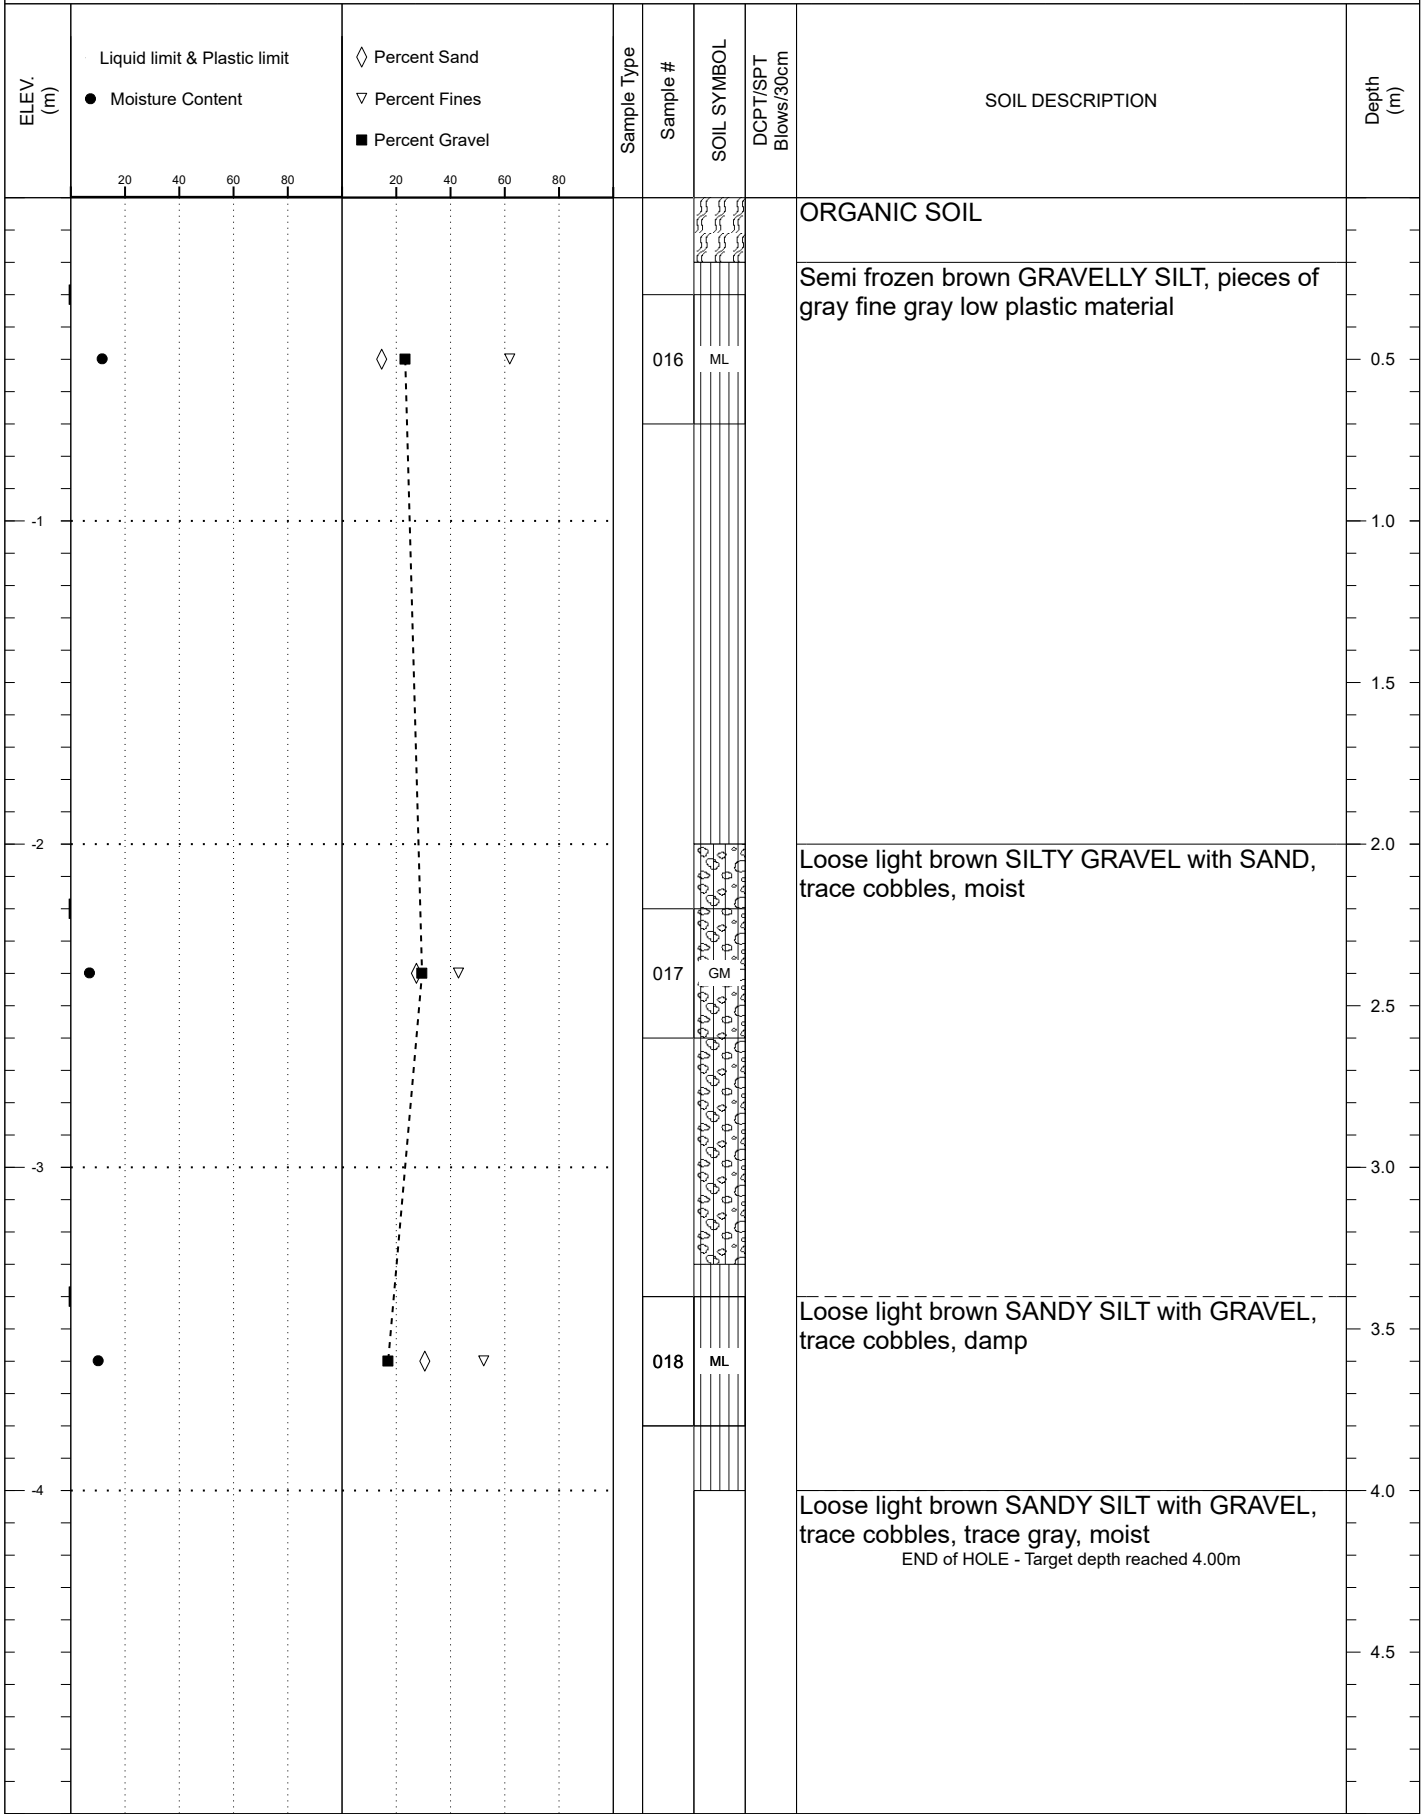 ELEV.
(m)
Liquid limit & Plastic limit
Moisture Content
20 40 60 80
Percent Sand
Percent Fines
Percent Gravel
20 40 60 80
Sample Type
Sample #
SOIL SYMBOL
DCPT/SPT
Blows/30cm
SOIL DESCRIPTION
Depth
(m)
ORGANIC SOIL
Semi frozen brown GRAVELLY SILT, pieces of
gray fine gray low plastic material
016 ML 0.5
-1 1.0
1.5
-2 2.0
Loose light brown SILTY GRAVEL with SAND,
trace cobbles, moist
017 GM
2.5
-3 3.0
Loose light brown SANDY SILT with GRAVEL,
3.5
trace cobbles, damp
018 ML
-4 4.0
Loose light brown SANDY SILT with GRAVEL,
trace cobbles, trace gray, moist
END of HOLE - Target depth reached 4.00m
4.5